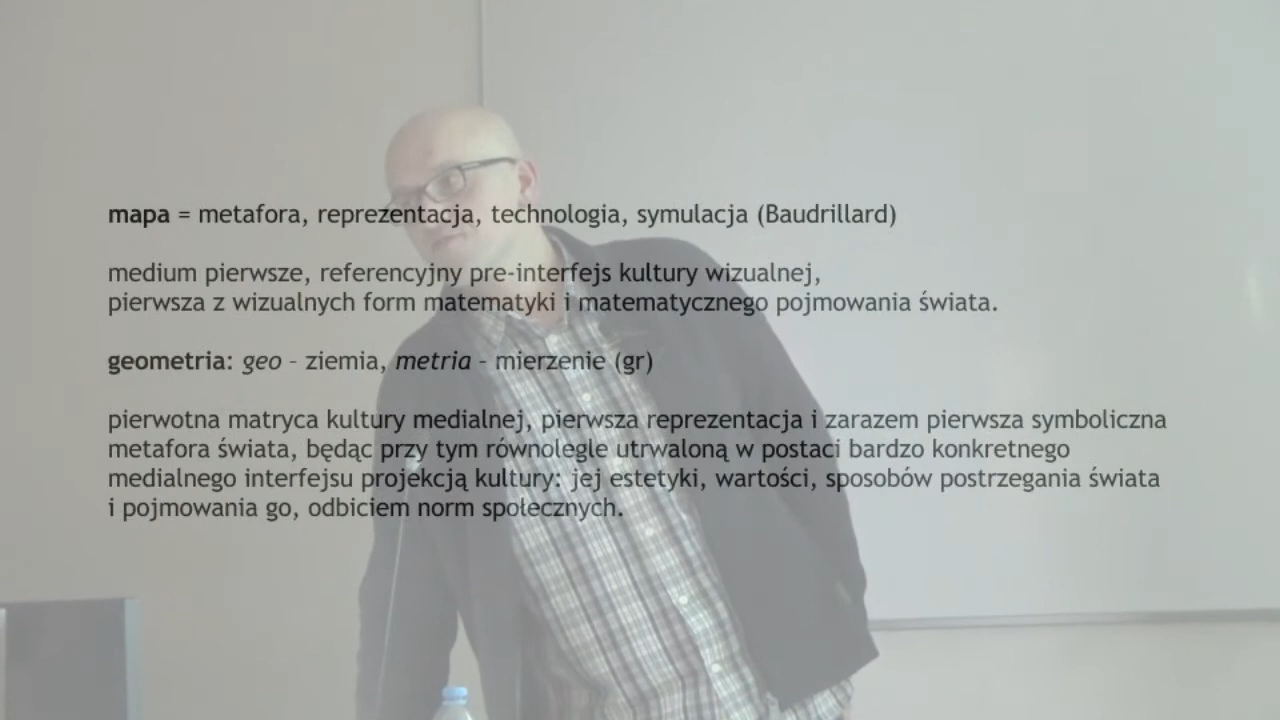 mapa = metafora, reprezentacja, technologia, symulacja (Baudrillard)
medium pierwsze, referencyjny pre-interfejs kultury wizualnej,
pierwsza z wizualnych form matematyki i matematycznego pojmowania świata.
geometria: geo – ziemia, metria – mierzenie (gr)
pierwotna matryca kultury medialnej, pierwsza reprezentacja i zarazem pierwsza symboliczna
metafora świata, będąc przy tym równolegle utrwaloną w postaci bardzo konkretnego
medialnego interfejsu projekcją kultury: jej estetyki, wartości, sposobów postrzegania świata
i pojmowania go, odbiciem norm społecznych.